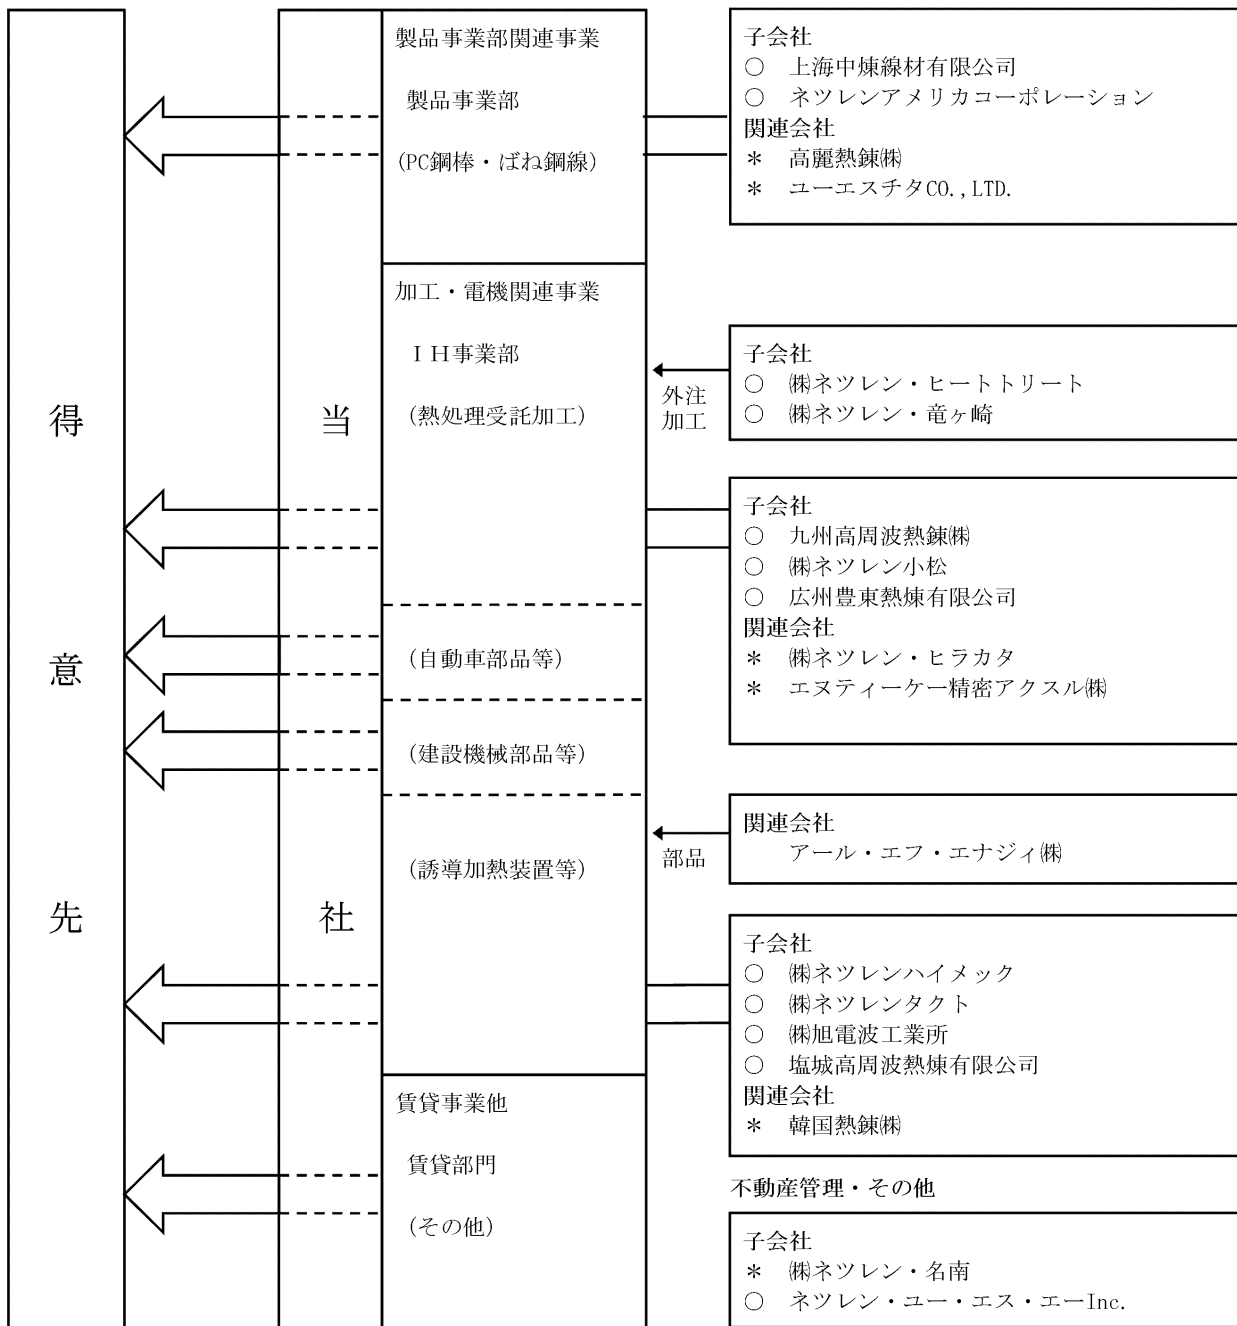 得
意
先
当
社
製品事業部関連事業
製品事業部
(PC鋼棒・ばね鋼線)
加工・電機関連事業
ＩＨ事業部
(熱処理受託加工)
(自動車部品等)
(建設機械部品等)
(誘導加熱装置等)
賃貸事業他
賃貸部門
(その他)
外注
加工
部品
子会社
○ 上海中煉線材有限公司
○ ネツレンアメリカコーポレーション
関連会社
＊ 高麗熱錬㈱
＊ ユーエスチタCO.,LTD.
子会社
○ ㈱ネツレン・ヒートトリート
○ ㈱ネツレン・竜ヶ崎
子会社
○ 九州高周波熱錬㈱
○ ㈱ネツレン小松
○ 広州豊東熱煉有限公司
関連会社
＊ ㈱ネツレン・ヒラカタ
＊ エヌティーケー精密アクスル㈱
関連会社
アール・エフ・エナジィ㈱
子会社
○ ㈱ネツレンハイメック
○ ㈱ネツレンタクト
○ ㈱旭電波工業所
○ 塩城高周波熱煉有限公司
関連会社
＊ 韓国熱錬㈱
不動産管理・その他
子会社
＊ ㈱ネツレン・名南
○ ネツレン・ユー・エス・エーInc.